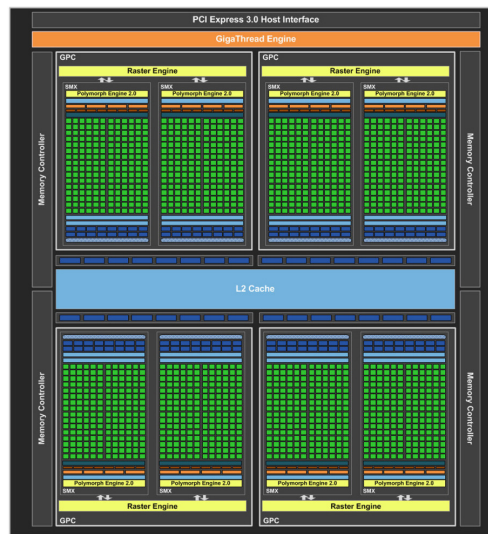 PCI Express 3.0 Host Interface
GigaThread Engine
Memory Controller
Memory Controller
GPC
Raster Engine
SMX
Polymorph Engine 2.0
SMX
Polymorph Engine 2.0
GPC
Raster Engine
SMX
Polymorph Engine 2.0
SMX
Polymorph Engine 2.0
L2 Cache
Memory Controller
Memory Controller
Polymorph Engine 2.0
SMX
Polymorph Engine 2.0
SMX
Raster Engine
GPC
Polymorph Engine 2.0
SMX
Polymorph Engine 2.0
SMX
Raster Engine
GPC